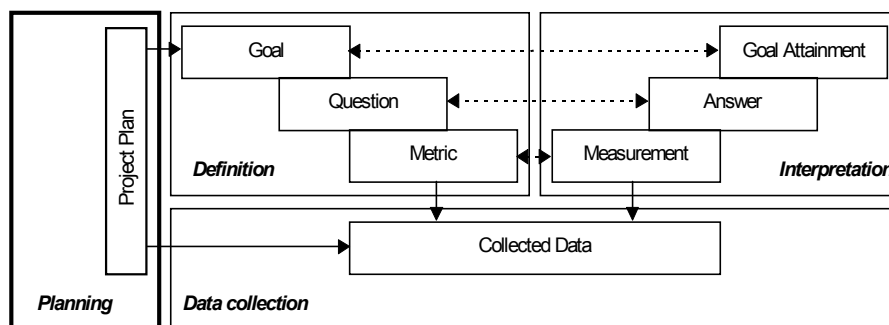 Project Plan
Planning
Goal
Question
Metric
Definition
Goal Attainment
Answer
Measurement
Interpretation
Collected Data
Data collection